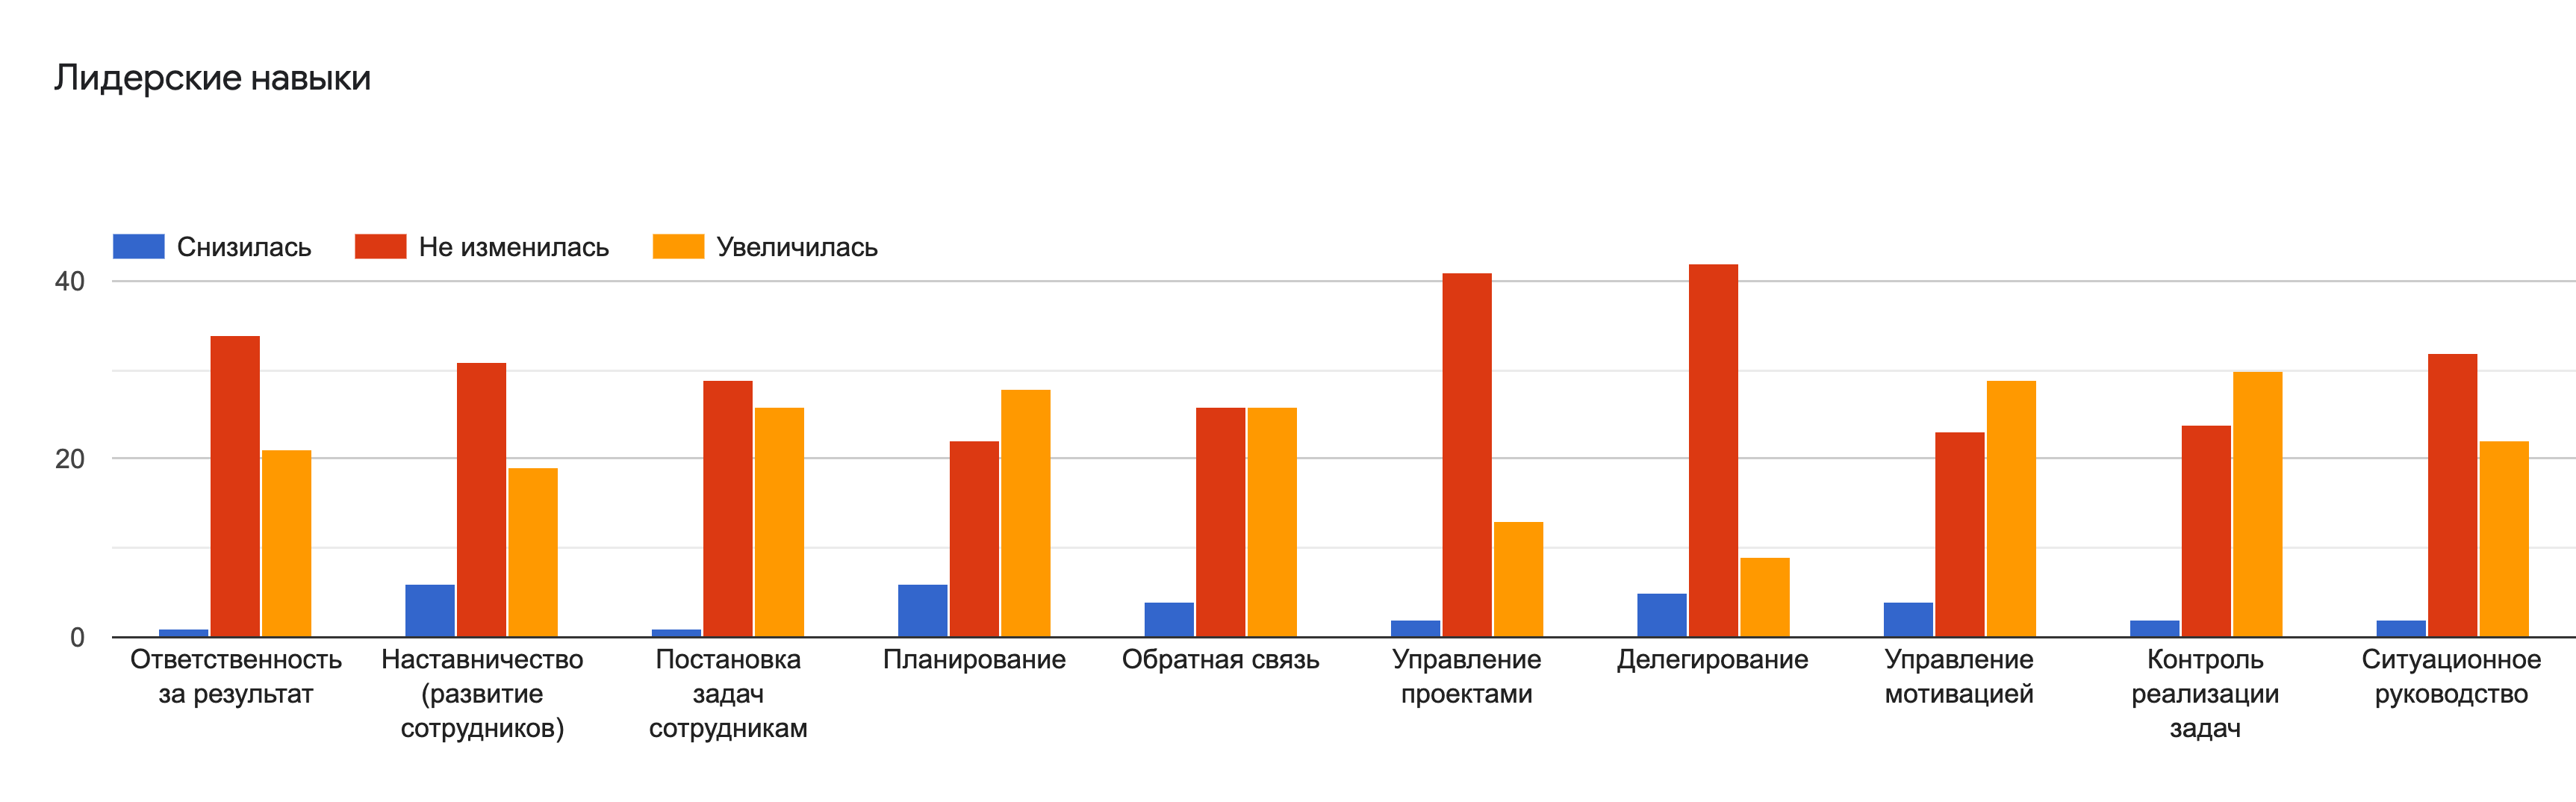 Лидерские навыки
Снизилась Не изменилась Увеличилась
40
20
0
Ответственность
за результат
Наставничество
(развитие
сотрудников)
Постановка
задач
сотрудникам
Планирование
Обратная связь
Управление
проектами
Делегирование
Управление
мотивацией
Контроль
реализации
задач
Ситуационное
руководство